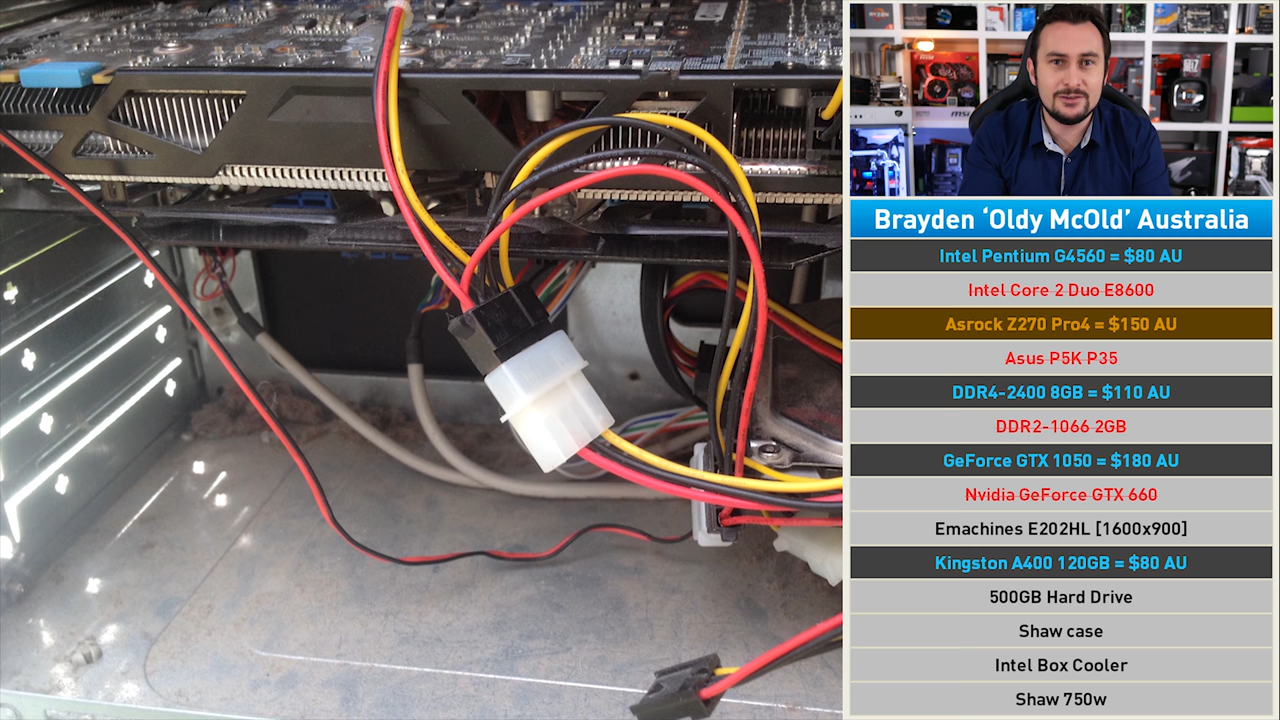 Brayden ‘Oldy McOld’ Australia
Intel Pentium G4560 = $80 AU
Intel Core 2 Duo E8600
Asrock Z270 Pro4 = $150 AU
Asus P5K P35
DDR4-2400 8GB = $110 AU
DDR2-1066 2GB
GeForce GTX 1050 = $180 AU
Nvidia GeForce GTX 660
Emachines E202HL [1600x900]
Kingston A400 120GB = $80 AU
500GB Hard Drive
Shaw case
Intel Box Cooler
Shaw 750w